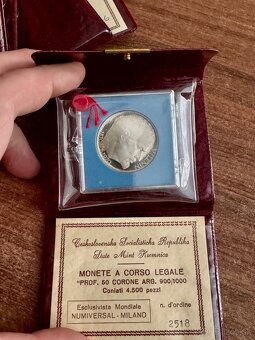 Československa Socialistická Republika
State Mint Kremnica
MONETE A CORSO LEGALE
"PROF. 50 CORONE ARG. 900/1000
Coniati 4.500 pezzi
Esclusivista Mondiale
NUMIVERSAL - MILANO
n. d'ordine
2518